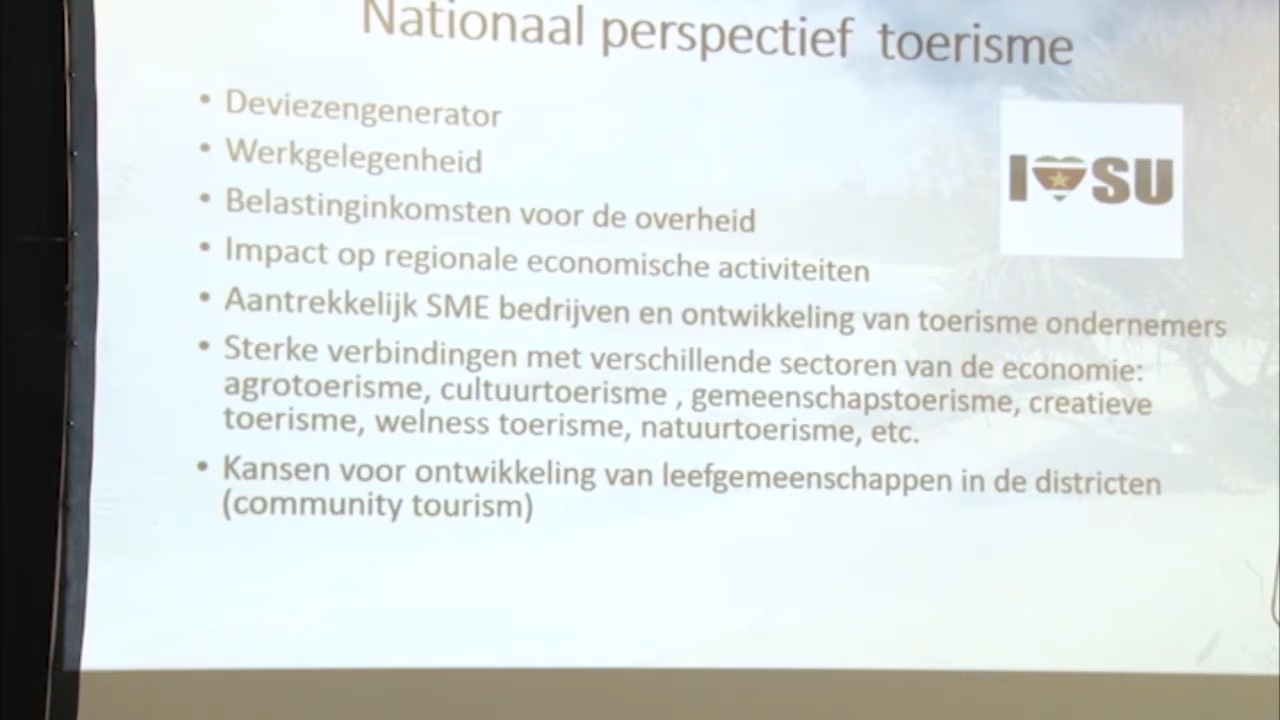 Nationaal perspectief toerisme
• Deviezengenerator
• Werkgelegenheid
• Belastinginkomsten voor de overheid
• Impact op regionale economische activiteiten
• Aantrekkelijk SME bedrijven en ontwikkeling van toerisme ondernemers
• Sterke verbindingen met verschillende sectoren van de economie:
agrotoerisme, cultuurtoerisme , gemeenschapstoerisme, creatieve
toerisme, welness toerisme, natuurtoerisme, etc.
• Kansen voor ontwikkeling van leefgemeenschappen in de districten
(community tourism)
I SU